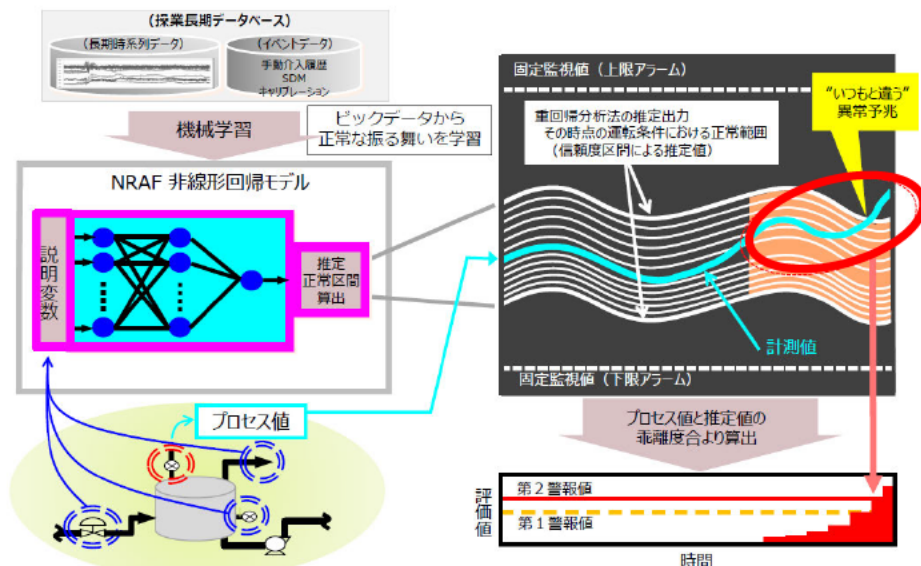 (操業長期データベース)
(長期時系列データ)
(イベントデータ)
手動介入履歴
SDM
キャリブレーション
機械学習
ビックデータから
正常な振る舞いを学習
NRAF 非線形回帰モデル
説明変数
推定
正常区間
算出
プロセス値
固定監視値(上限アラーム)
"いつもと違う"
異常予兆
重回帰分析法の推定出力
その時点の運転条件における正常範囲
(信頼度区間による推定値)
計測値
固定監視値(下限アラーム)
プロセス値と推定値の
乖離度合より算出
評価値
第2警報値
第1警報値
時間